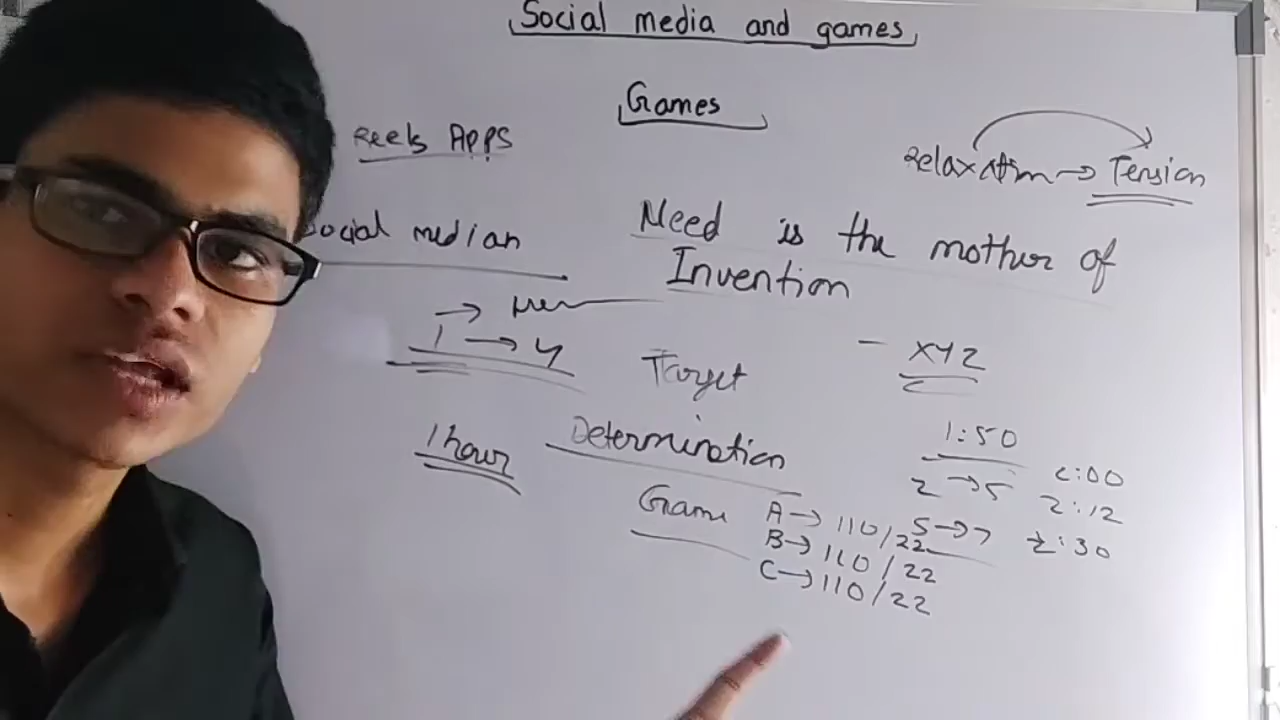 Social media and games
Games
Reels Apps
Relaxation → Tension
Social median
Need is the mother of
Invention
1 → 4
Target
- XYZ
1 hour
Determination
1:50
2 → 5
5 → 7
2:00
2:12
2:30
Game
A → 110/22
B → 110/22
C → 110/22